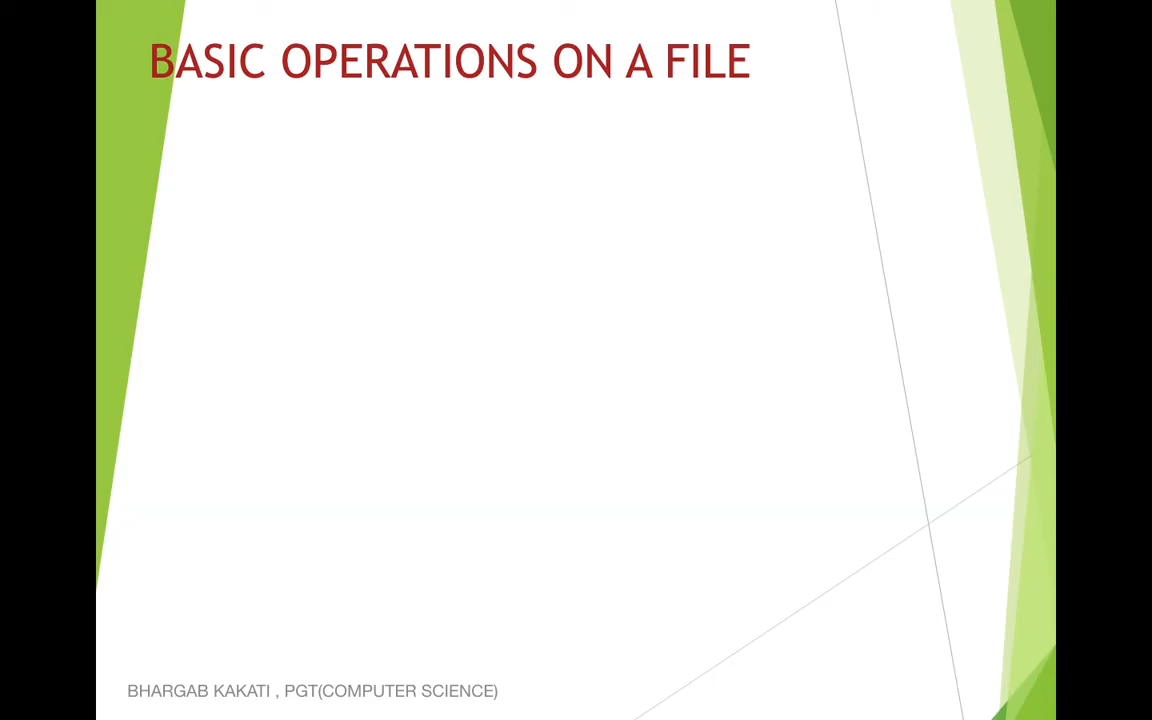 BASIC OPERATIONS ON A FILE
BHARGAB KAKATI , PGT(COMPUTER SCIENCE)